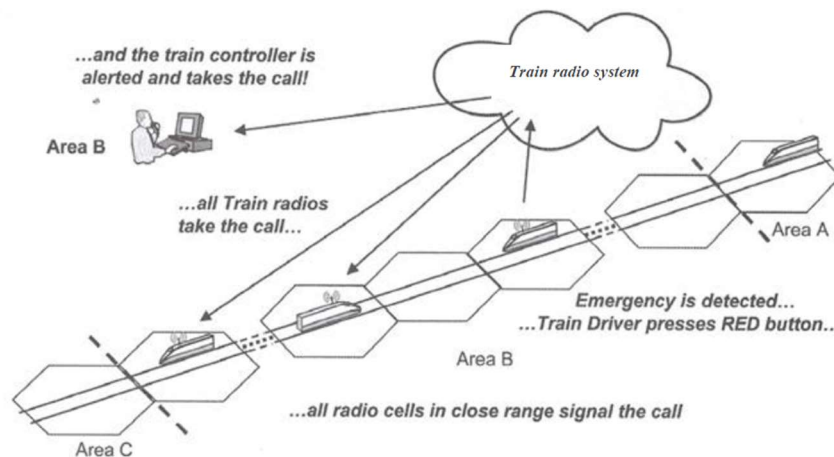 ...and the train controller is
alerted and takes the call!
Train radio system
Area B
...all Train radios
take the call...
Area A
Emergency is detected...
...Train Driver presses RED button...
Area B
...all radio cells in close range signal the call
Area C